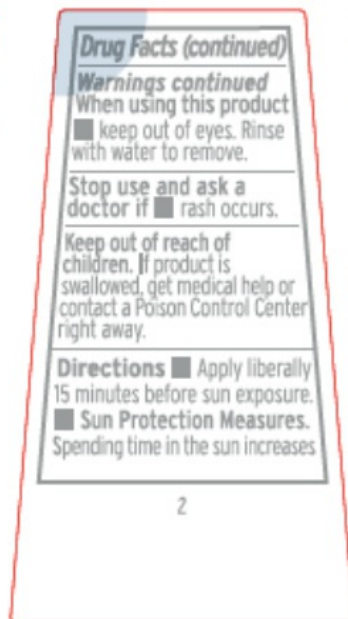 Drug Facts (continued)
Warnings continued
When using this product
■ keep out of eyes. Rinse
with water to remove.
Stop use and ask a
doctor if ■ rash occurs.
Keep out of reach of
children. If product is
swallowed, get medical help or
contact a Poison Control Center
right away.
Directions ■ Apply liberally
15 minutes before sun exposure.
■ Sun Protection Measures.
Spending time in the sun increases
2